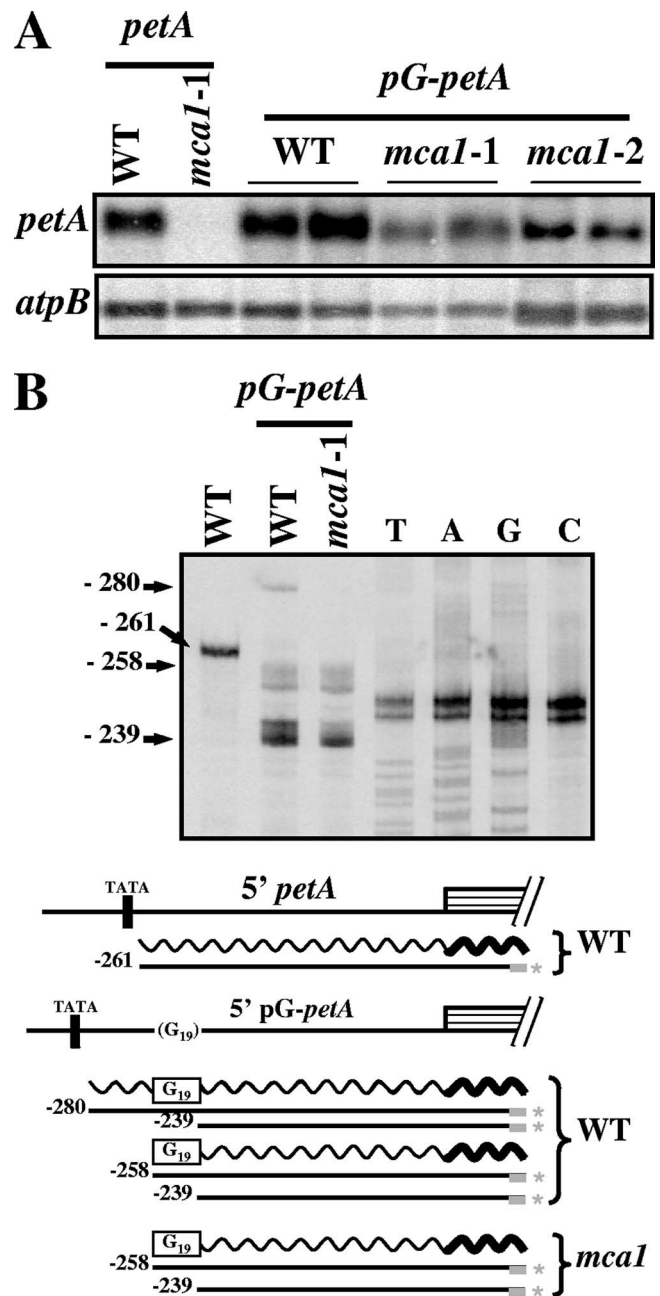 A
petA
pG-petA
WT
mca1-1
WT
mca1-1
mca1-2
petA
atpB
B
pG-petA
WT
WT
mca1-1
T A G C
- 280
- 261
- 258
- 239
TATA
5' petA
-261
*
WT
TATA
(G19)
5' pG-petA
G19
-280
*
-239
*
G19
-258
*
-239
*
WT
G19
-258
*
-239
*
mca1